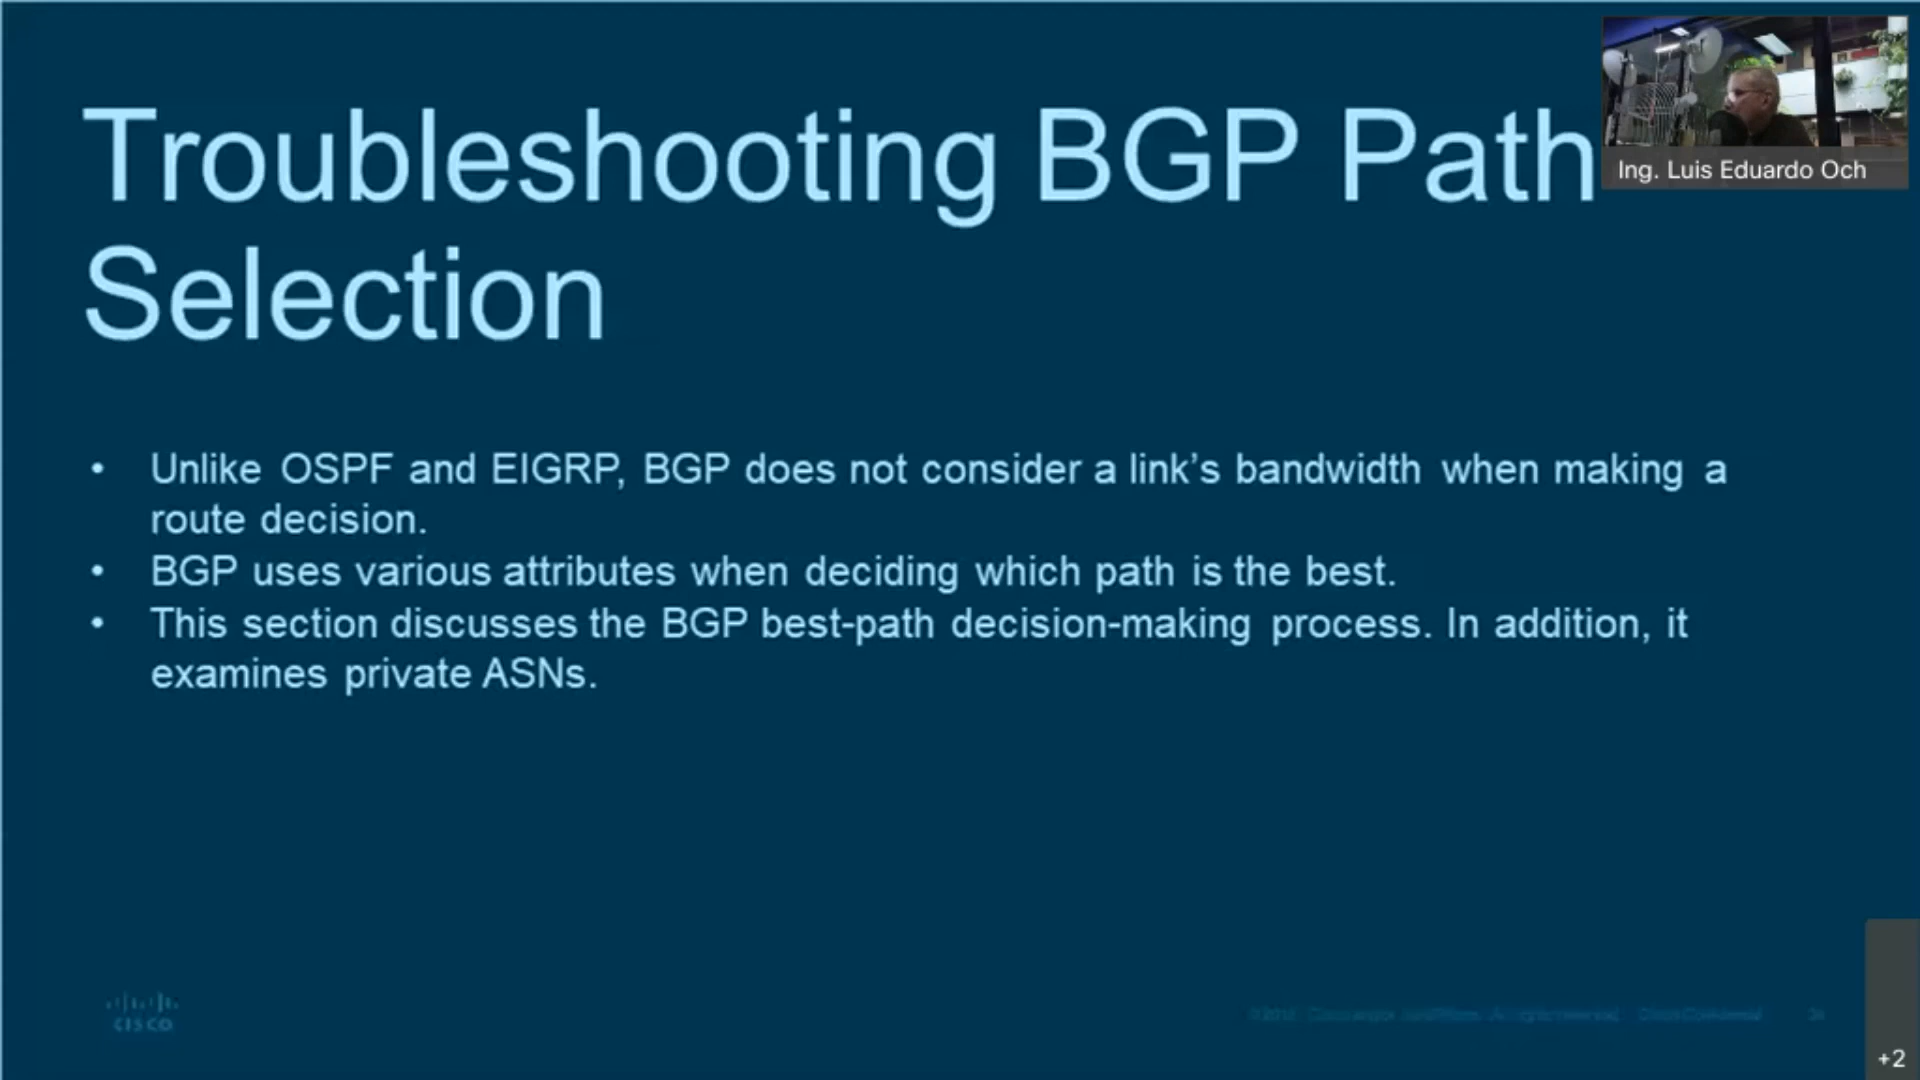 Troubleshooting BGP Path
Selection
Ing. Luis Eduardo Och
• Unlike OSPF and EIGRP, BGP does not consider a link’s bandwidth when making a
route decision.
• BGP uses various attributes when deciding which path is the best.
• This section discusses the BGP best-path decision-making process. In addition, it
examines private ASNs.
CISCO
+2